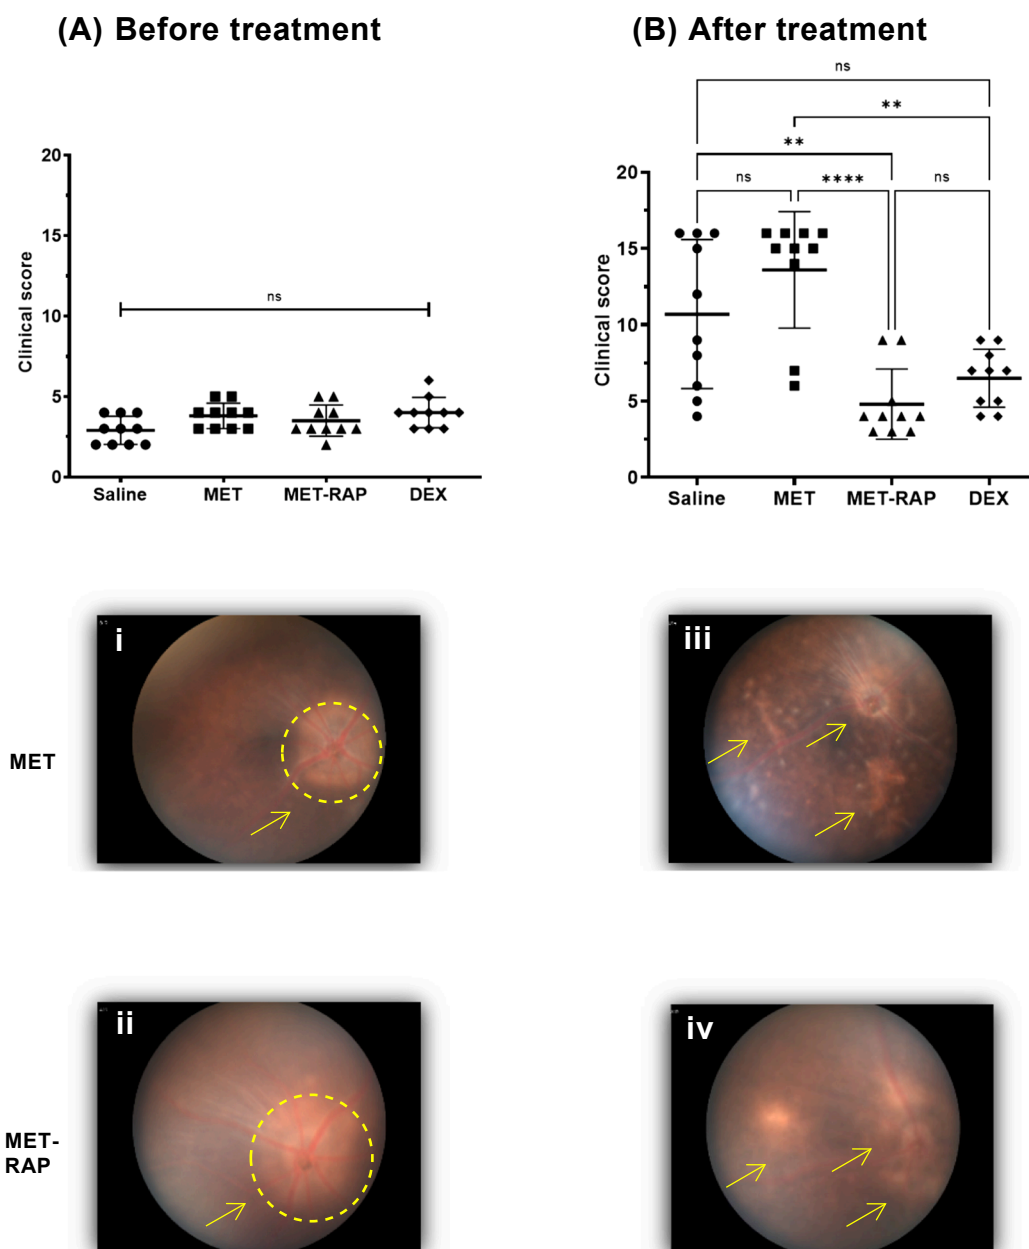 (A) Before treatment
(B) After treatment
ns
**
**
ns
****
ns
ns
Clinical score
20
15
10
5
0
Saline
MET
MET-RAP
DEX
Clinical score
20
15
10
5
0
Saline
MET
MET-RAP
DEX
i
iii
MET
ii
iv
MET-
RAP